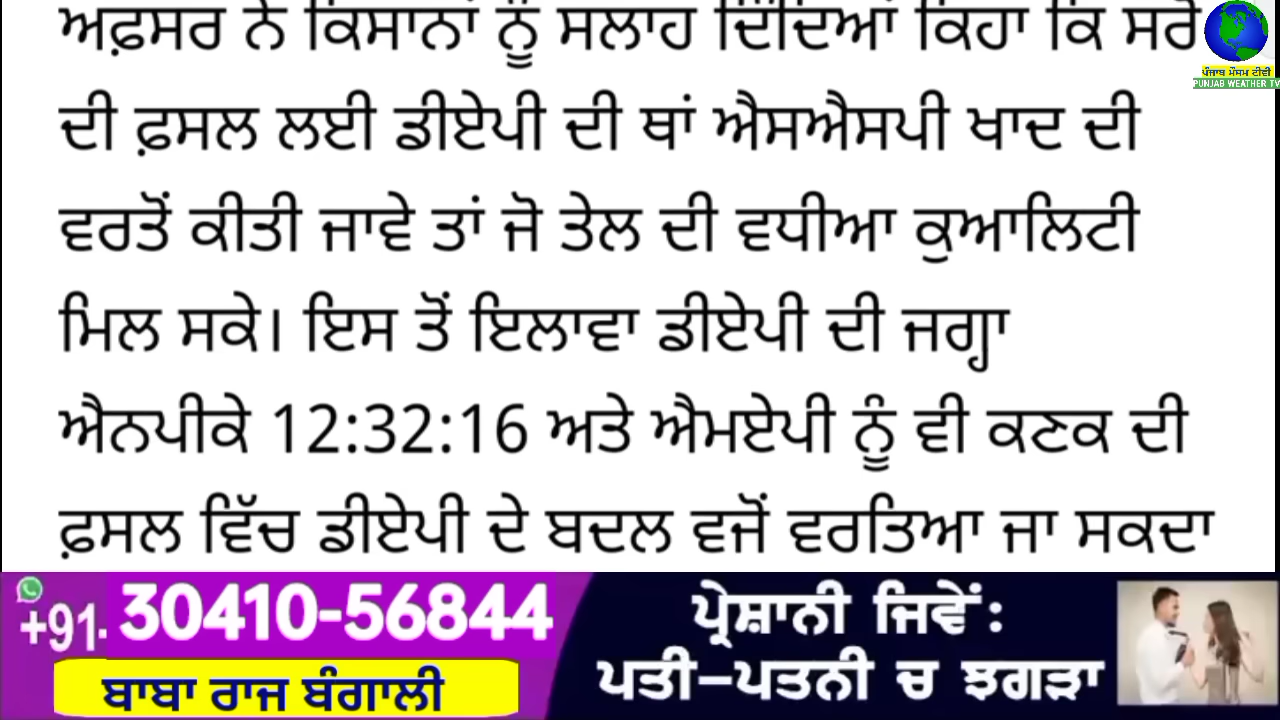 ਅਫ਼ਸਰ ਨੇ ਕਿਸਾਨਾਂ ਨੂੰ ਸਲਾਹ ਦਿੰਦਿਆਂ ਕਿਹਾ ਕਿ ਸਰੋਂ
ਦੀ ਫ਼ਸਲ ਲਈ ਡੀਏਪੀ ਦੀ ਥਾਂ ਐਸਐਸਪੀ ਖਾਦ ਦੀ
ਵਰਤੋਂ ਕੀਤੀ ਜਾਵੇ ਤਾਂ ਜੋ ਤੇਲ ਦੀ ਵਧੀਆ ਕੁਆਲਿਟੀ
ਮਿਲ ਸਕੇ। ਇਸ ਤੋਂ ਇਲਾਵਾ ਡੀਏਪੀ ਦੀ ਜਗ੍ਹਾ
ਐਨਪੀਕੇ 12:32:16 ਅਤੇ ਐਮਏਪੀ ਨੂੰ ਵੀ ਕਣਕ ਦੀ
ਫ਼ਸਲ ਵਿੱਚ ਡੀਏਪੀ ਦੇ ਬਦਲ ਵਜੋਂ ਵਰਤਿਆ ਜਾ ਸਕਦਾ
ਪੰਜਾਬ ਮੌਸਮ ਟੀਵੀ
PUNJAB WEATHER TV
+91- 30410-56844
ਬਾਬਾ ਰਾਜ ਬੰਗਾਲੀ
ਪ੍ਰੇਸ਼ਾਨੀ ਜਿਵੇਂ:
ਪਤੀ-ਪਤਨੀ ਚ ਝਗੜਾ